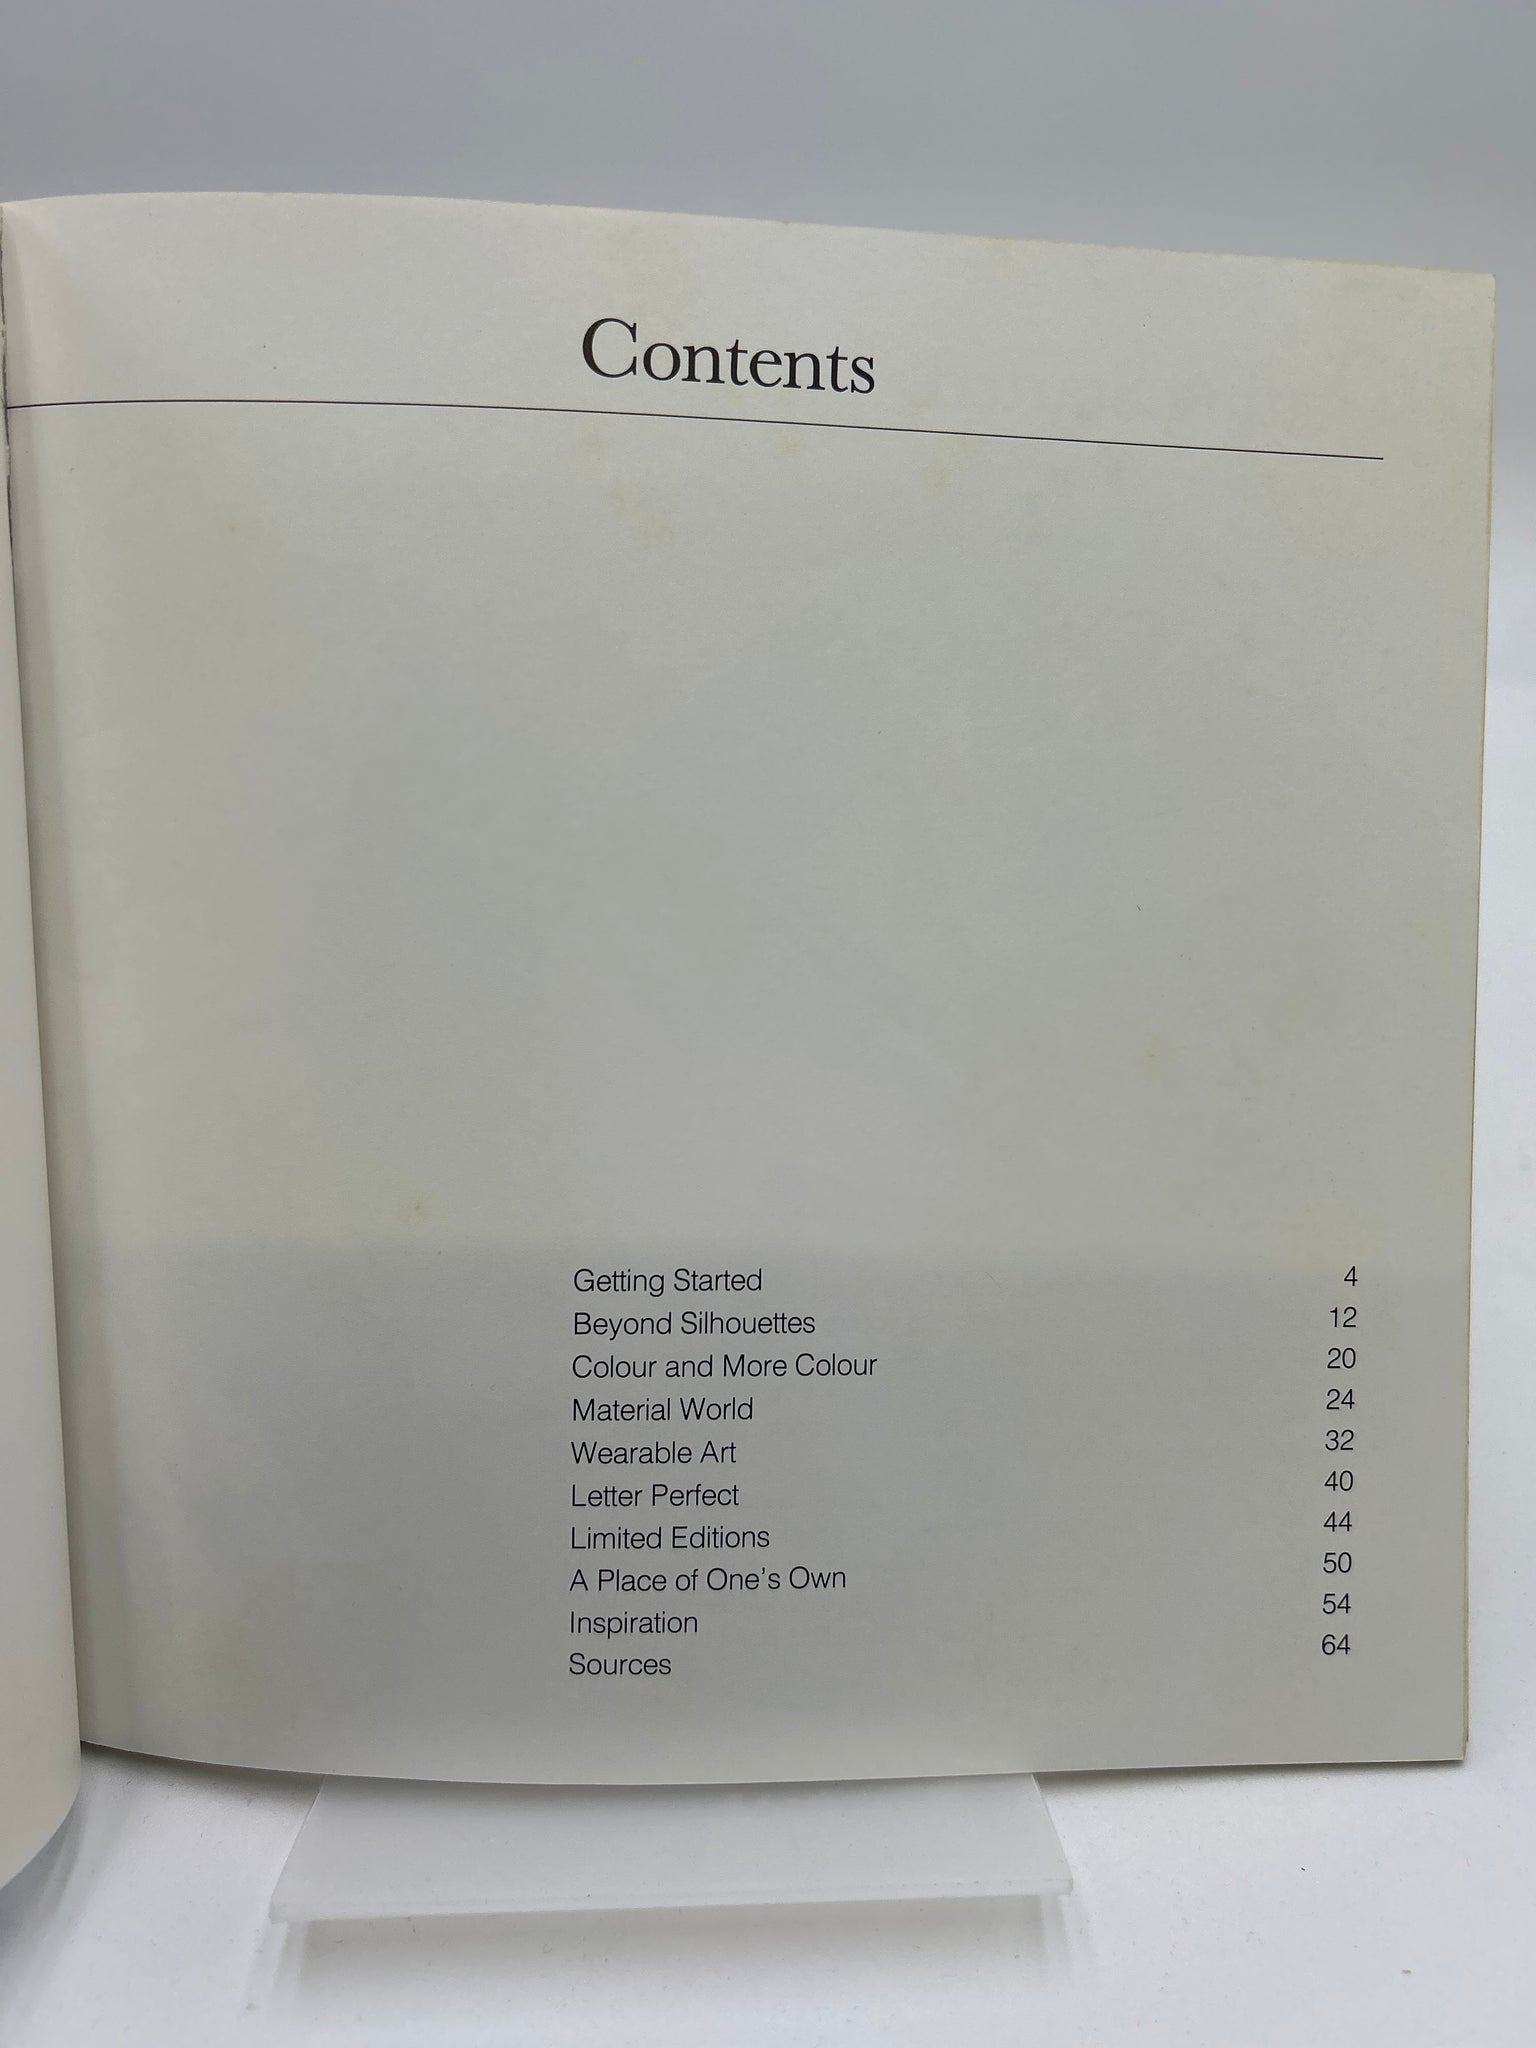 Contents
Getting Started 4
Beyond Silhouettes 12
Colour and More Colour 20
Material World 24
Wearable Art 32
Letter Perfect 40
Limited Editions 44
A Place of One's Own 50
Inspiration 54
Sources 64